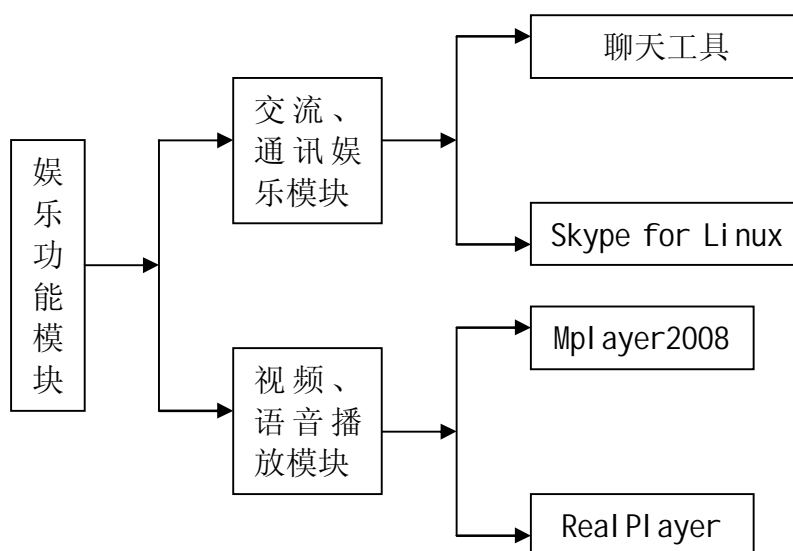 娱
乐
功
能
模
块
交流、
通讯娱
乐模块
视频、
语音播
放模块
聊天工具
Skype for Linux
Mplayer2008
RealPlayer